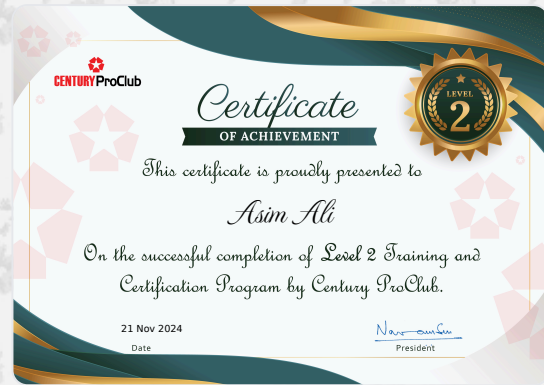 CENTURY ProClub
LEVEL
2
Certificate
OF ACHIEVEMENT
This certificate is proudly presented to
Asim Ali
On the successful completion of Level 2 Training and
Certification Program by Century ProClub.
21 Nov 2024
Date
President